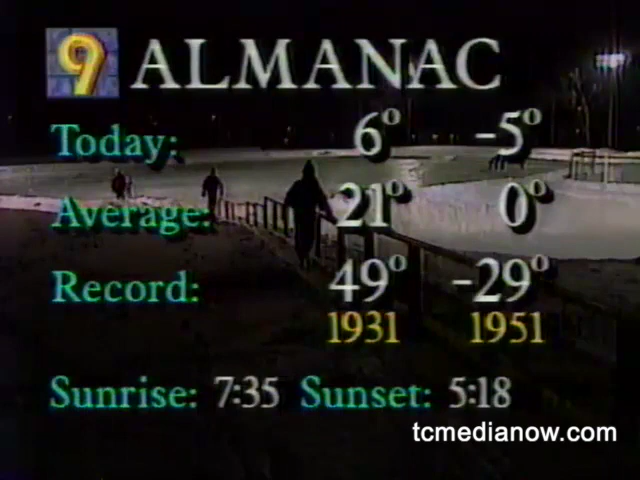 9 ALMANAC
Today: 6° -5°
Average: 21° 0°
Record: 49° -29°
1931 1951
Sunrise: 7:35 Sunset: 5:18
tcmedianow.com